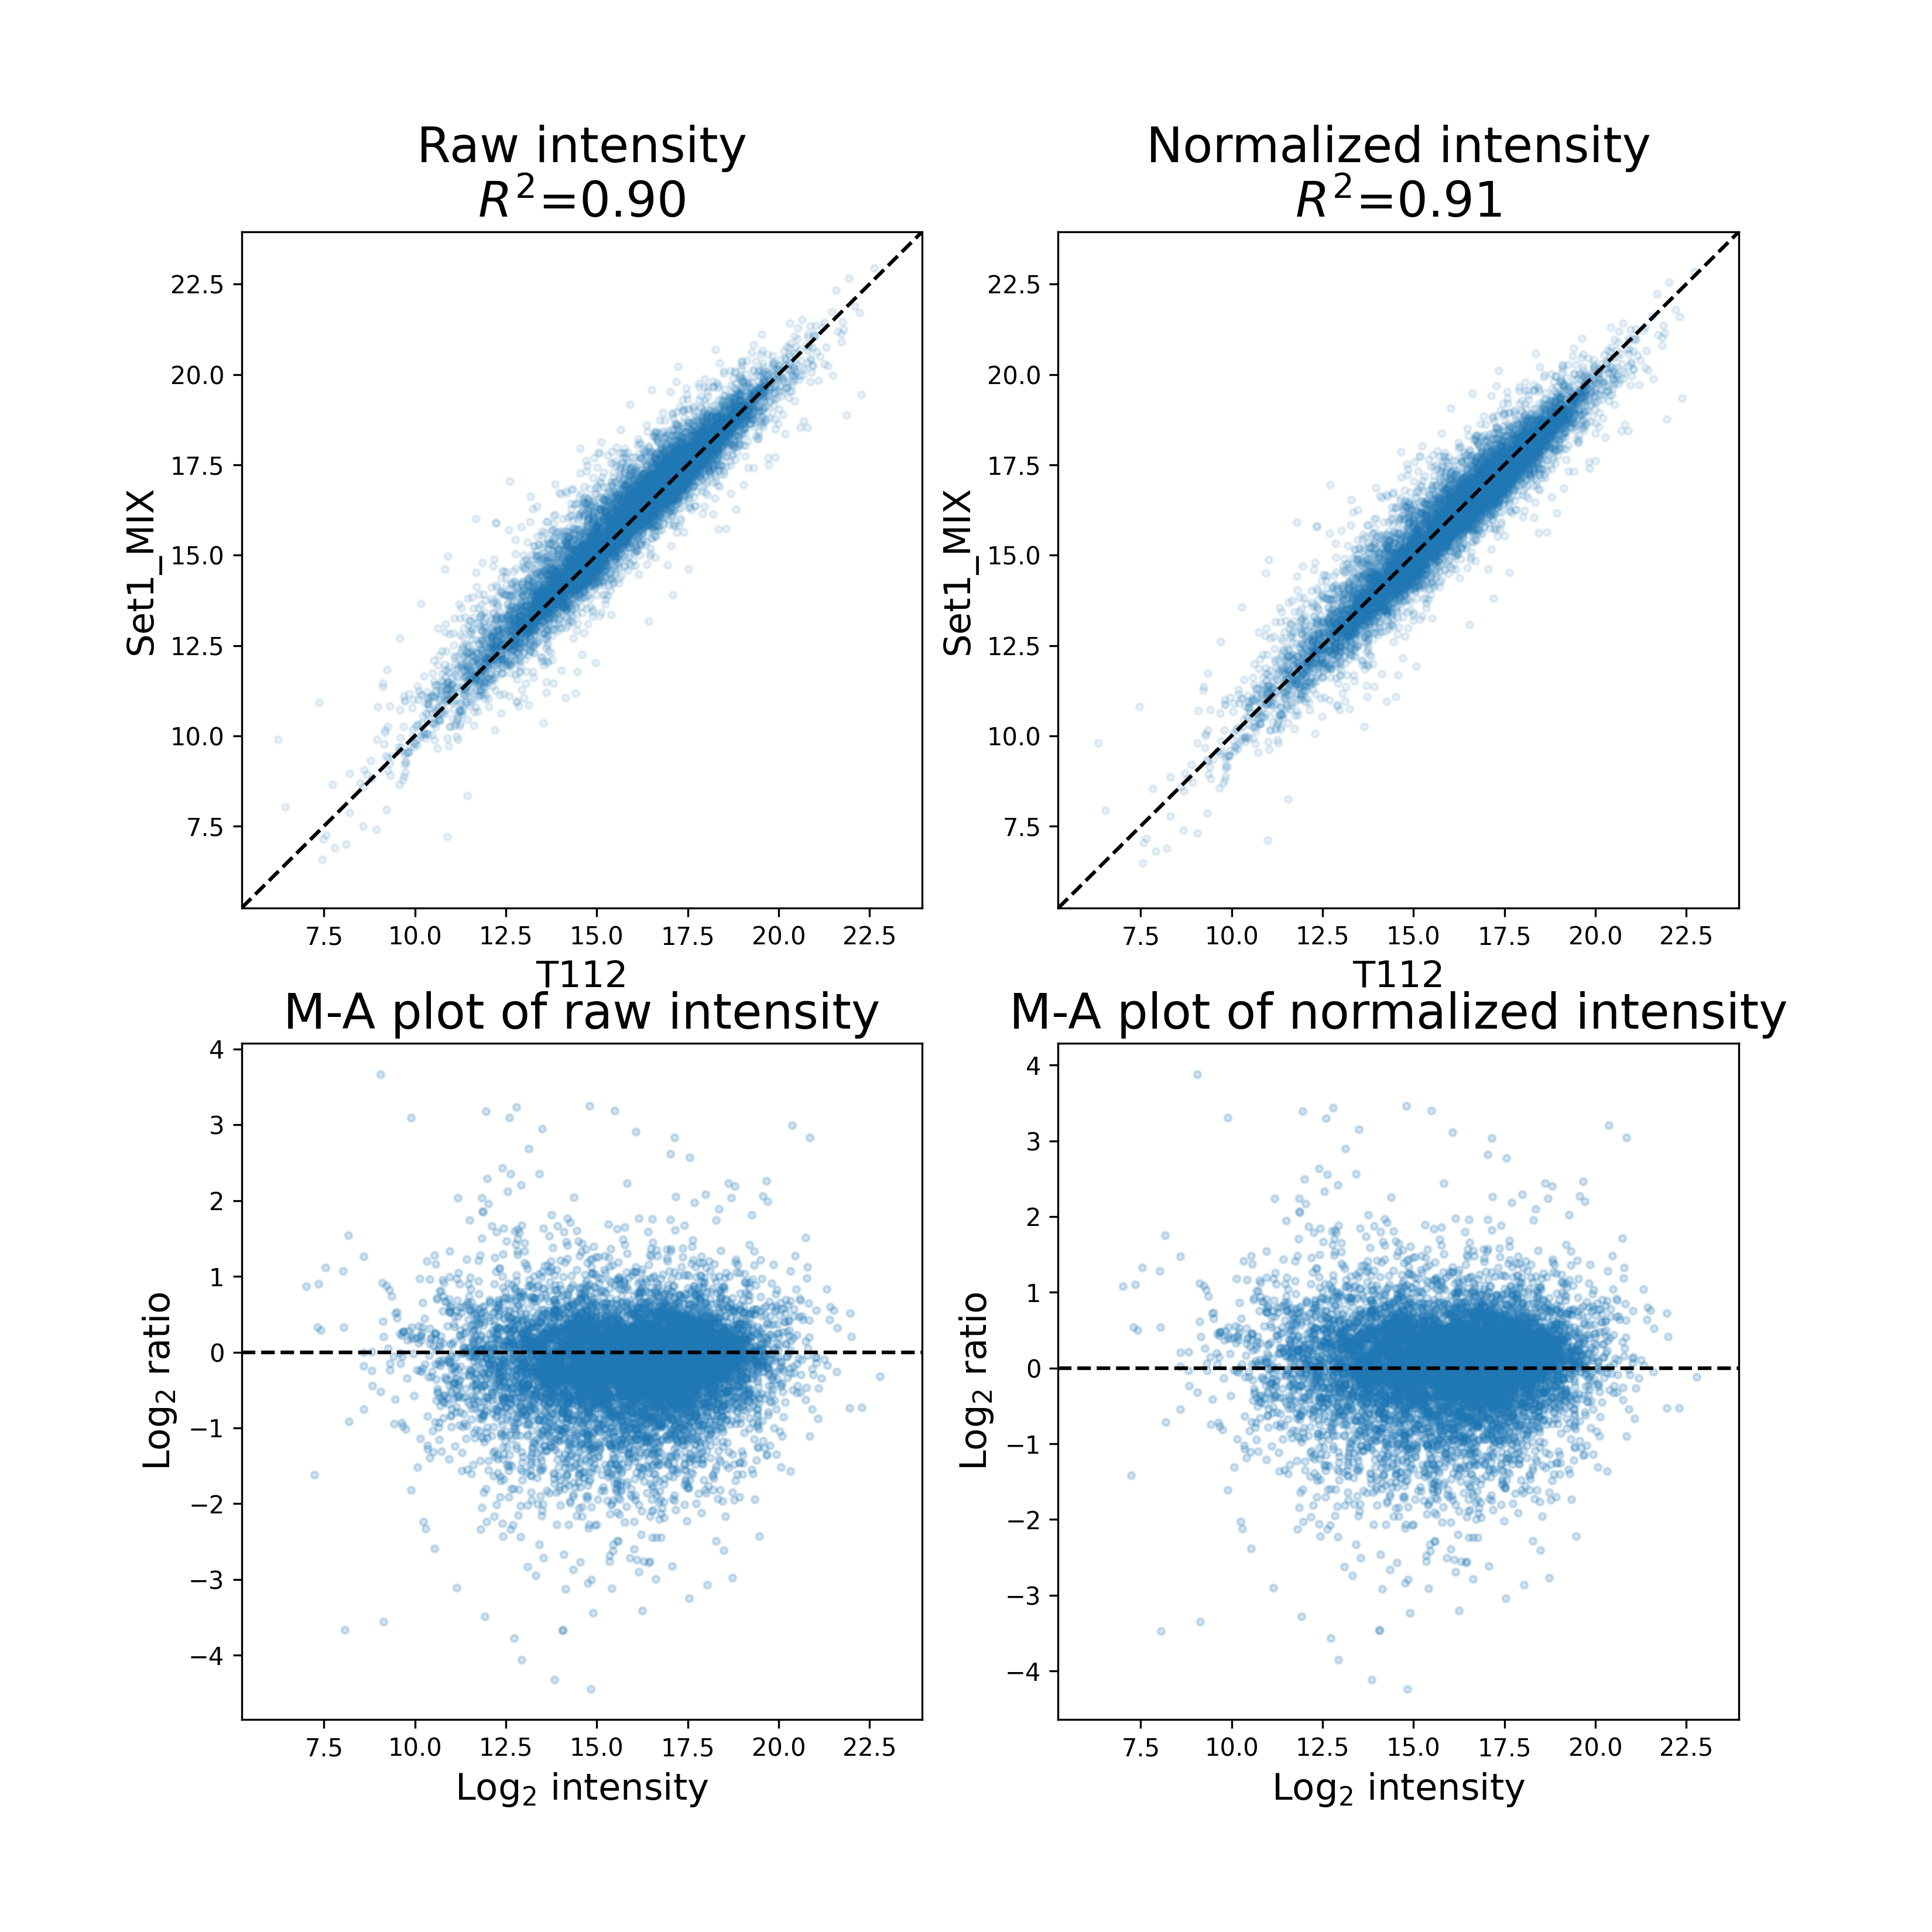 Raw intensity
R²=0.90
Normalized intensity
R²=0.91
22.5
20.0
17.5
15.0
12.5
10.0
7.5
Set1_MIX
7.5 10.0 12.5 15.0 17.5 20.0 22.5
T112
22.5
20.0
17.5
15.0
12.5
10.0
7.5
Set1_MIX
7.5 10.0 12.5 15.0 17.5 20.0 22.5
T112
M-A plot of raw intensity
4
3
2
1
0
−1
−2
−3
−4
Log₂ ratio
7.5 10.0 12.5 15.0 17.5 20.0 22.5
Log₂ intensity
M-A plot of normalized intensity
4
3
2
1
0
−1
−2
−3
−4
Log₂ ratio
7.5 10.0 12.5 15.0 17.5 20.0 22.5
Log₂ intensity